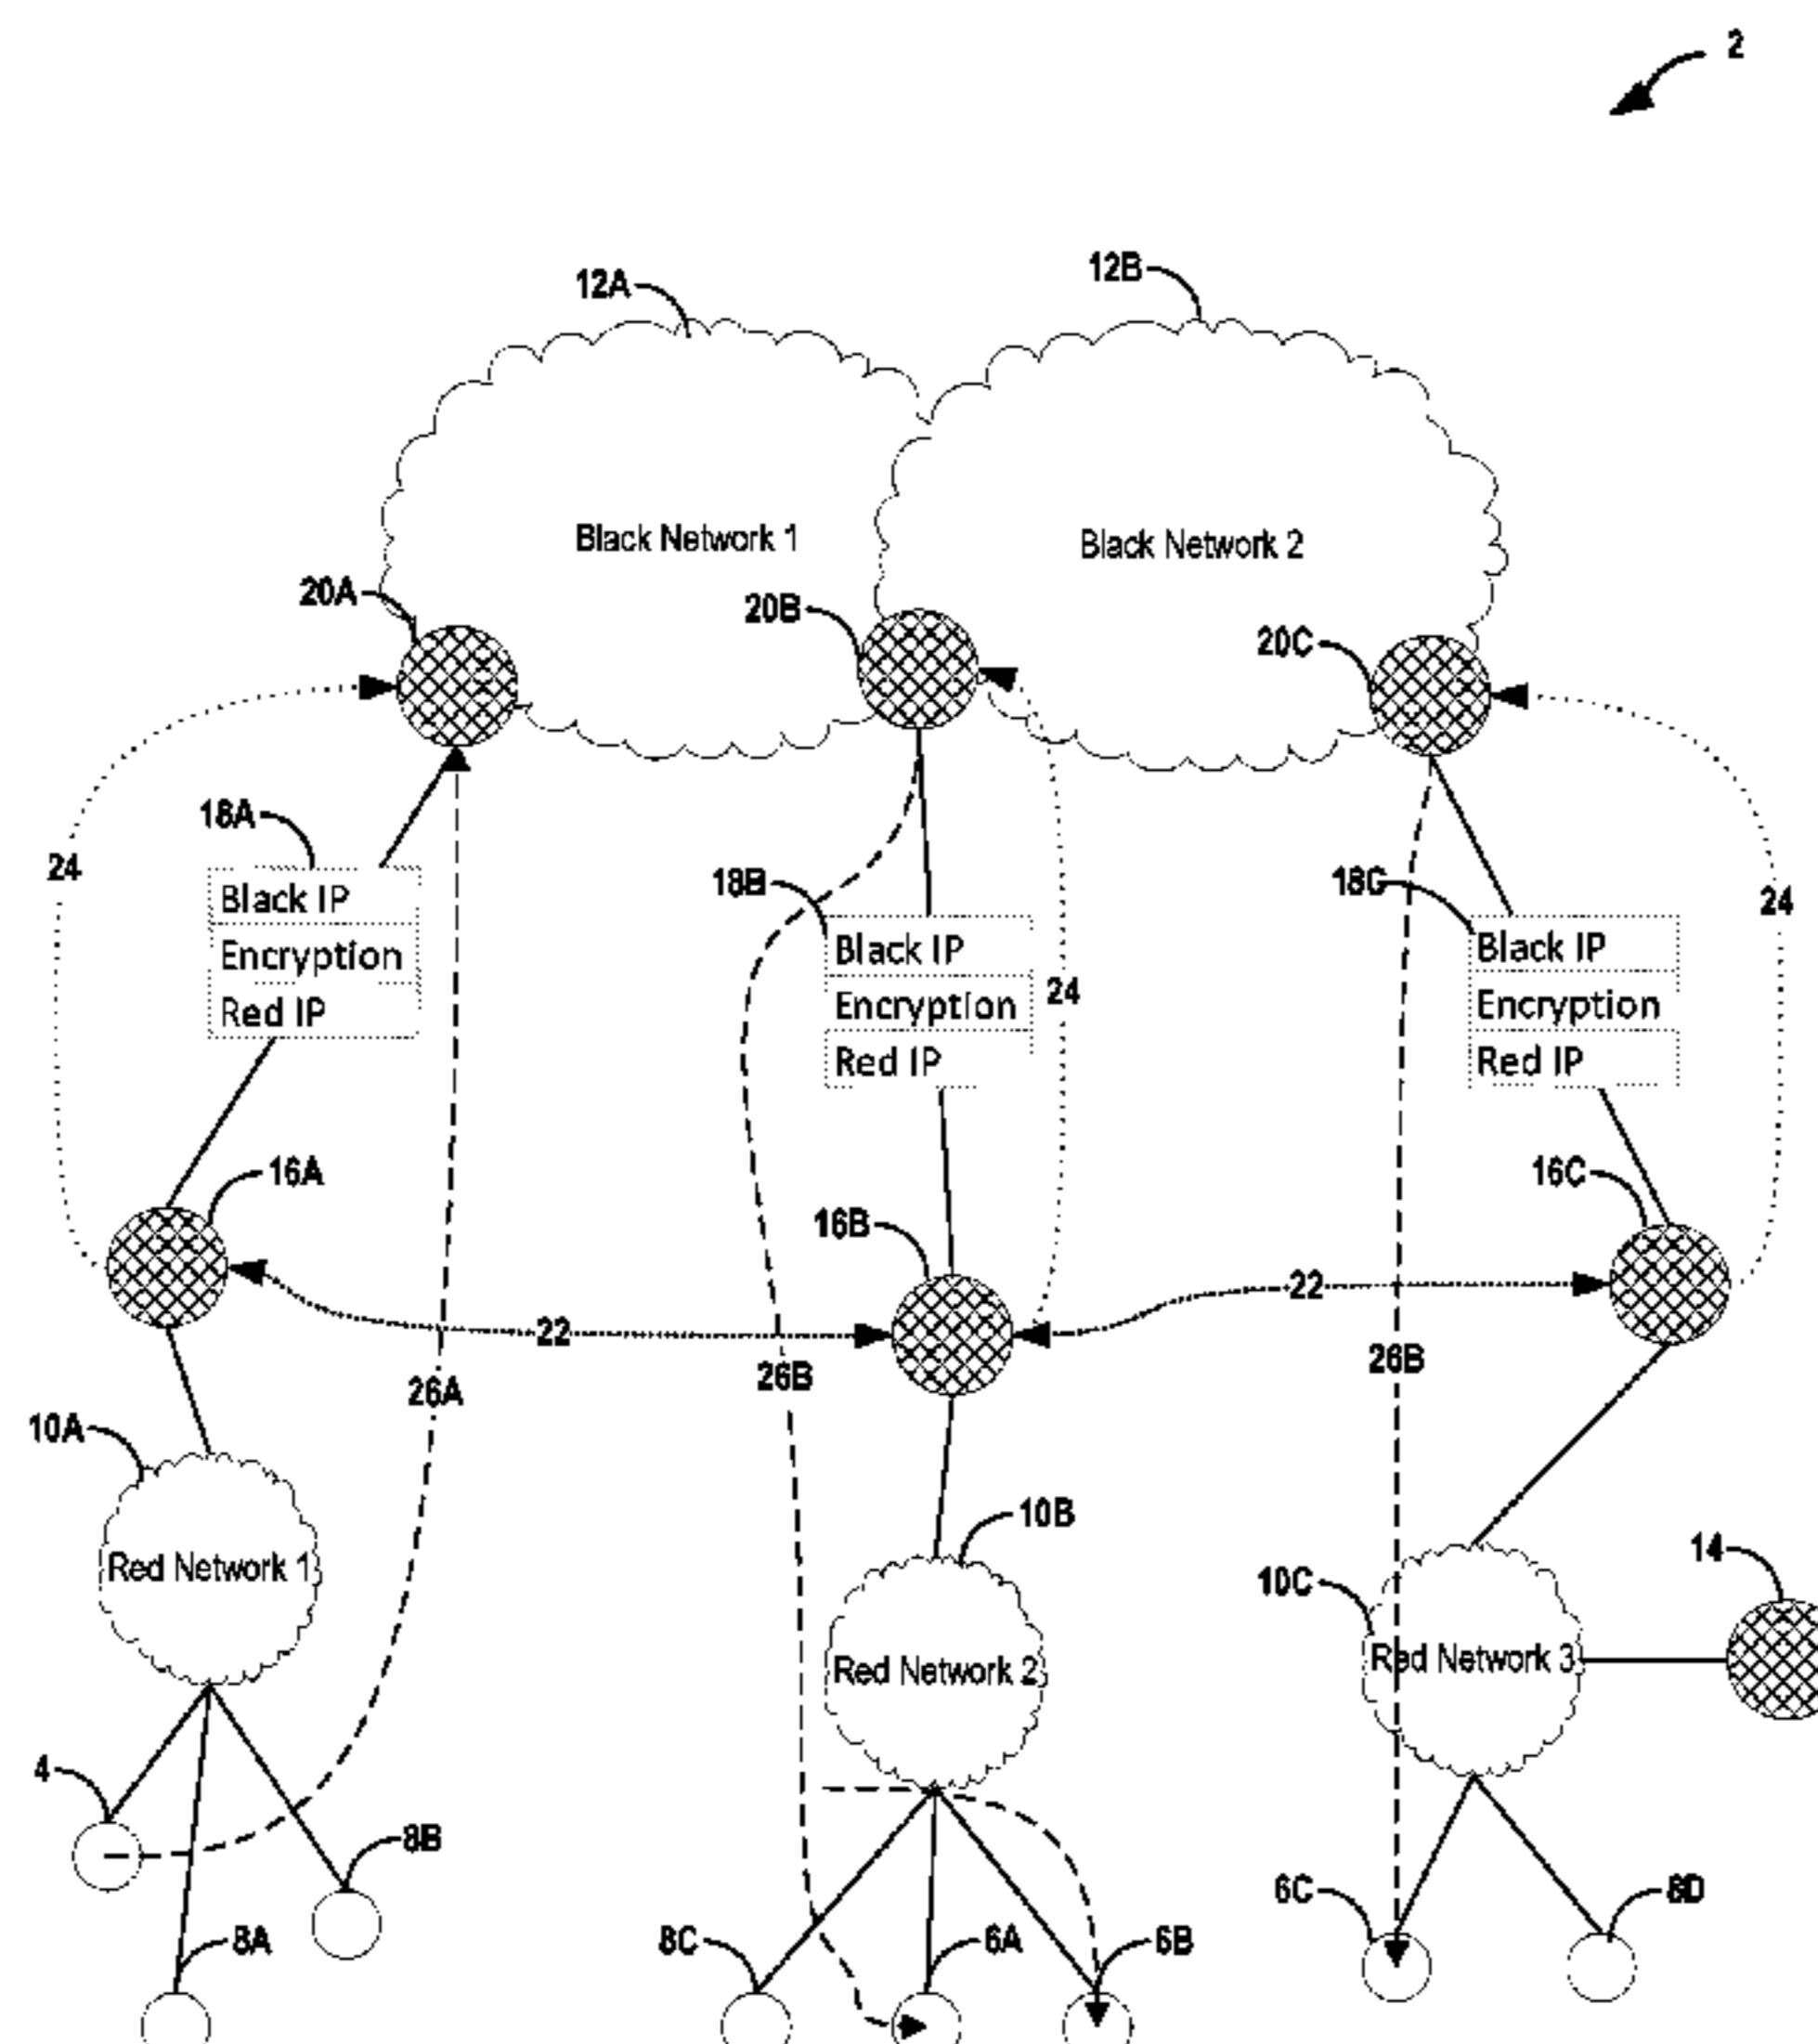 2
12A
12B
Black Network 1
Black Network 2
20A
20B
20C
18A
24
Black IP
Encryption
Red IP
18B
Black IP
Encryption
Red IP
24
18C
Black IP
Encryption
Red IP
24
16A
16B
16C
22
22
26A
26B
26B
10A
Red Network 1
10B
Red Network 2
10C
Red Network 3
14
4
8B
8A
8C
6A
6B
6C
8D